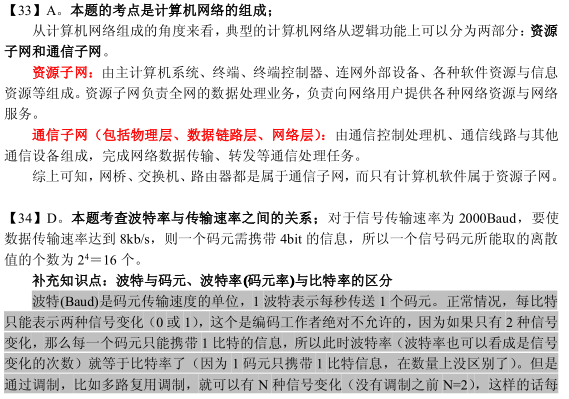 【33】A。本题的考点是计算机网络的组成；
从计算机网络组成的角度来看，典型的计算机网络从逻辑功能上可以分为两部分：资源
子网和通信子网。
资源子网：由主计算机系统、终端、终端控制器、连网外部设备、各种软件资源与信息
资源等组成。资源子网负责全网的数据处理业务，负责向网络用户提供各种网络资源与网络
服务。
通信子网（包括物理层、数据链路层、网络层）：由通信控制处理机、通信线路与其他
通信设备组成，完成网络数据传输、转发等通信处理任务。
综上可知，网桥、交换机、路由器都是属于通信子网，而只有计算机软件属于资源子网。
【34】D。本题考查波特率与传输速率之间的关系；对于信号传输速率为 2000Baud，要使
数据传输速率达到 8kb/s，则一个码元需携带 4bit 的信息，所以一个信号码元所能取的离散
值的个数为 2⁴＝16 个。
补充知识点：波特与码元、波特率(码元率)与比特率的区分
波特(Baud)是码元传输速度的单位，1 波特表示每秒传送 1 个码元。正常情况，每比特
只能表示两种信号变化（0 或 1），这个是编码工作者绝对不允许的，因为如果只有 2 种信号
变化，那么每一个码元只能携带 1 比特的信息，所以此时波特率（波特率也可以看成是信号
变化的次数）就等于比特率了（因为 1 码元只携带 1 比特信息，在数量上没区别了）。但是
通过调制，比如多路复用调制，就可以有 N 种信号变化（没有调制之前 N=2），这样的话每